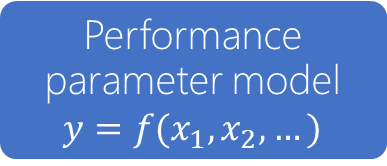 Performance
parameter model
y = f(x₁, x₂, …)